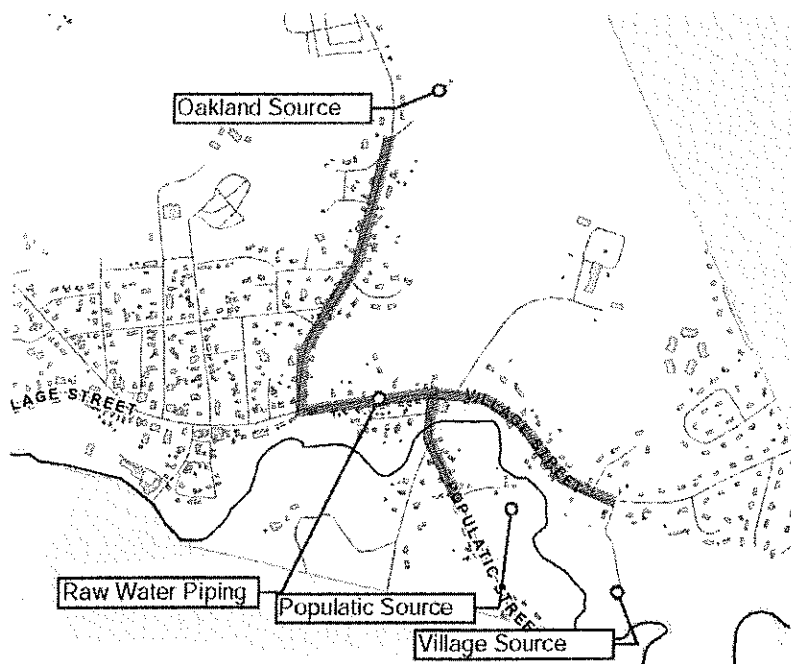 Oakland Source
LAGE STREET
VILLAGE STREET
POPULATIC STREET
Raw Water Piping
Populatic Source
Village Source